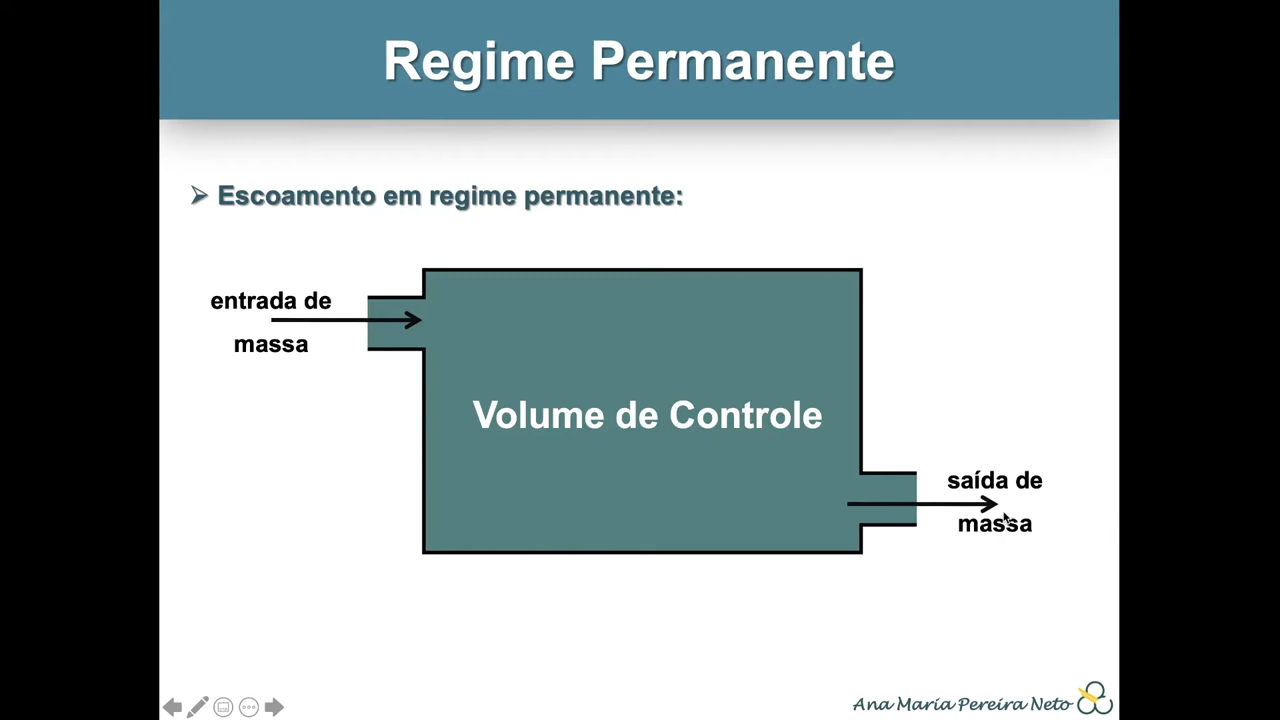 Regime Permanente
Escoamento em regime permanente:
entrada de
massa
Volume de Controle
saída de
massa
Ana Maria Pereira Neto